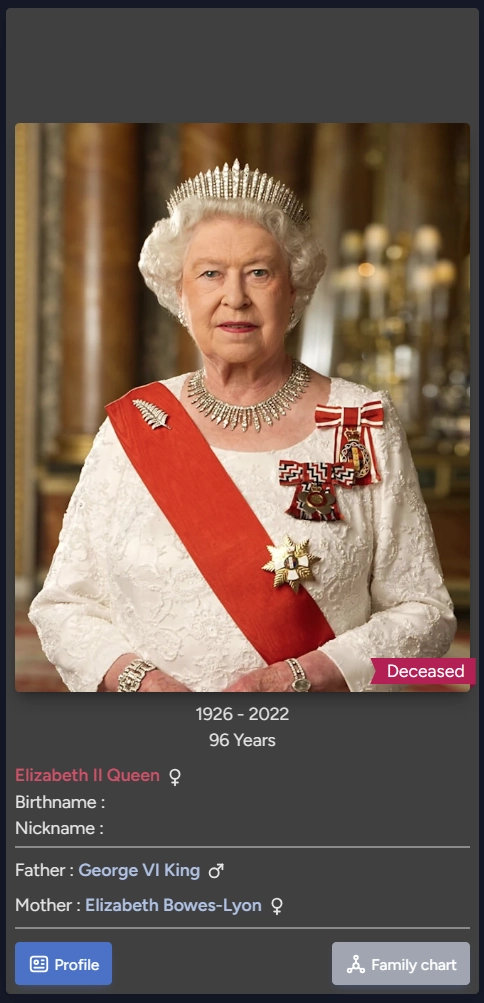 Deceased
1926 - 2022
96 Years
Elizabeth II Queen ♀
Birthname :
Nickname :
Father : George VI King ♂
Mother : Elizabeth Bowes-Lyon ♀
Profile
Family chart